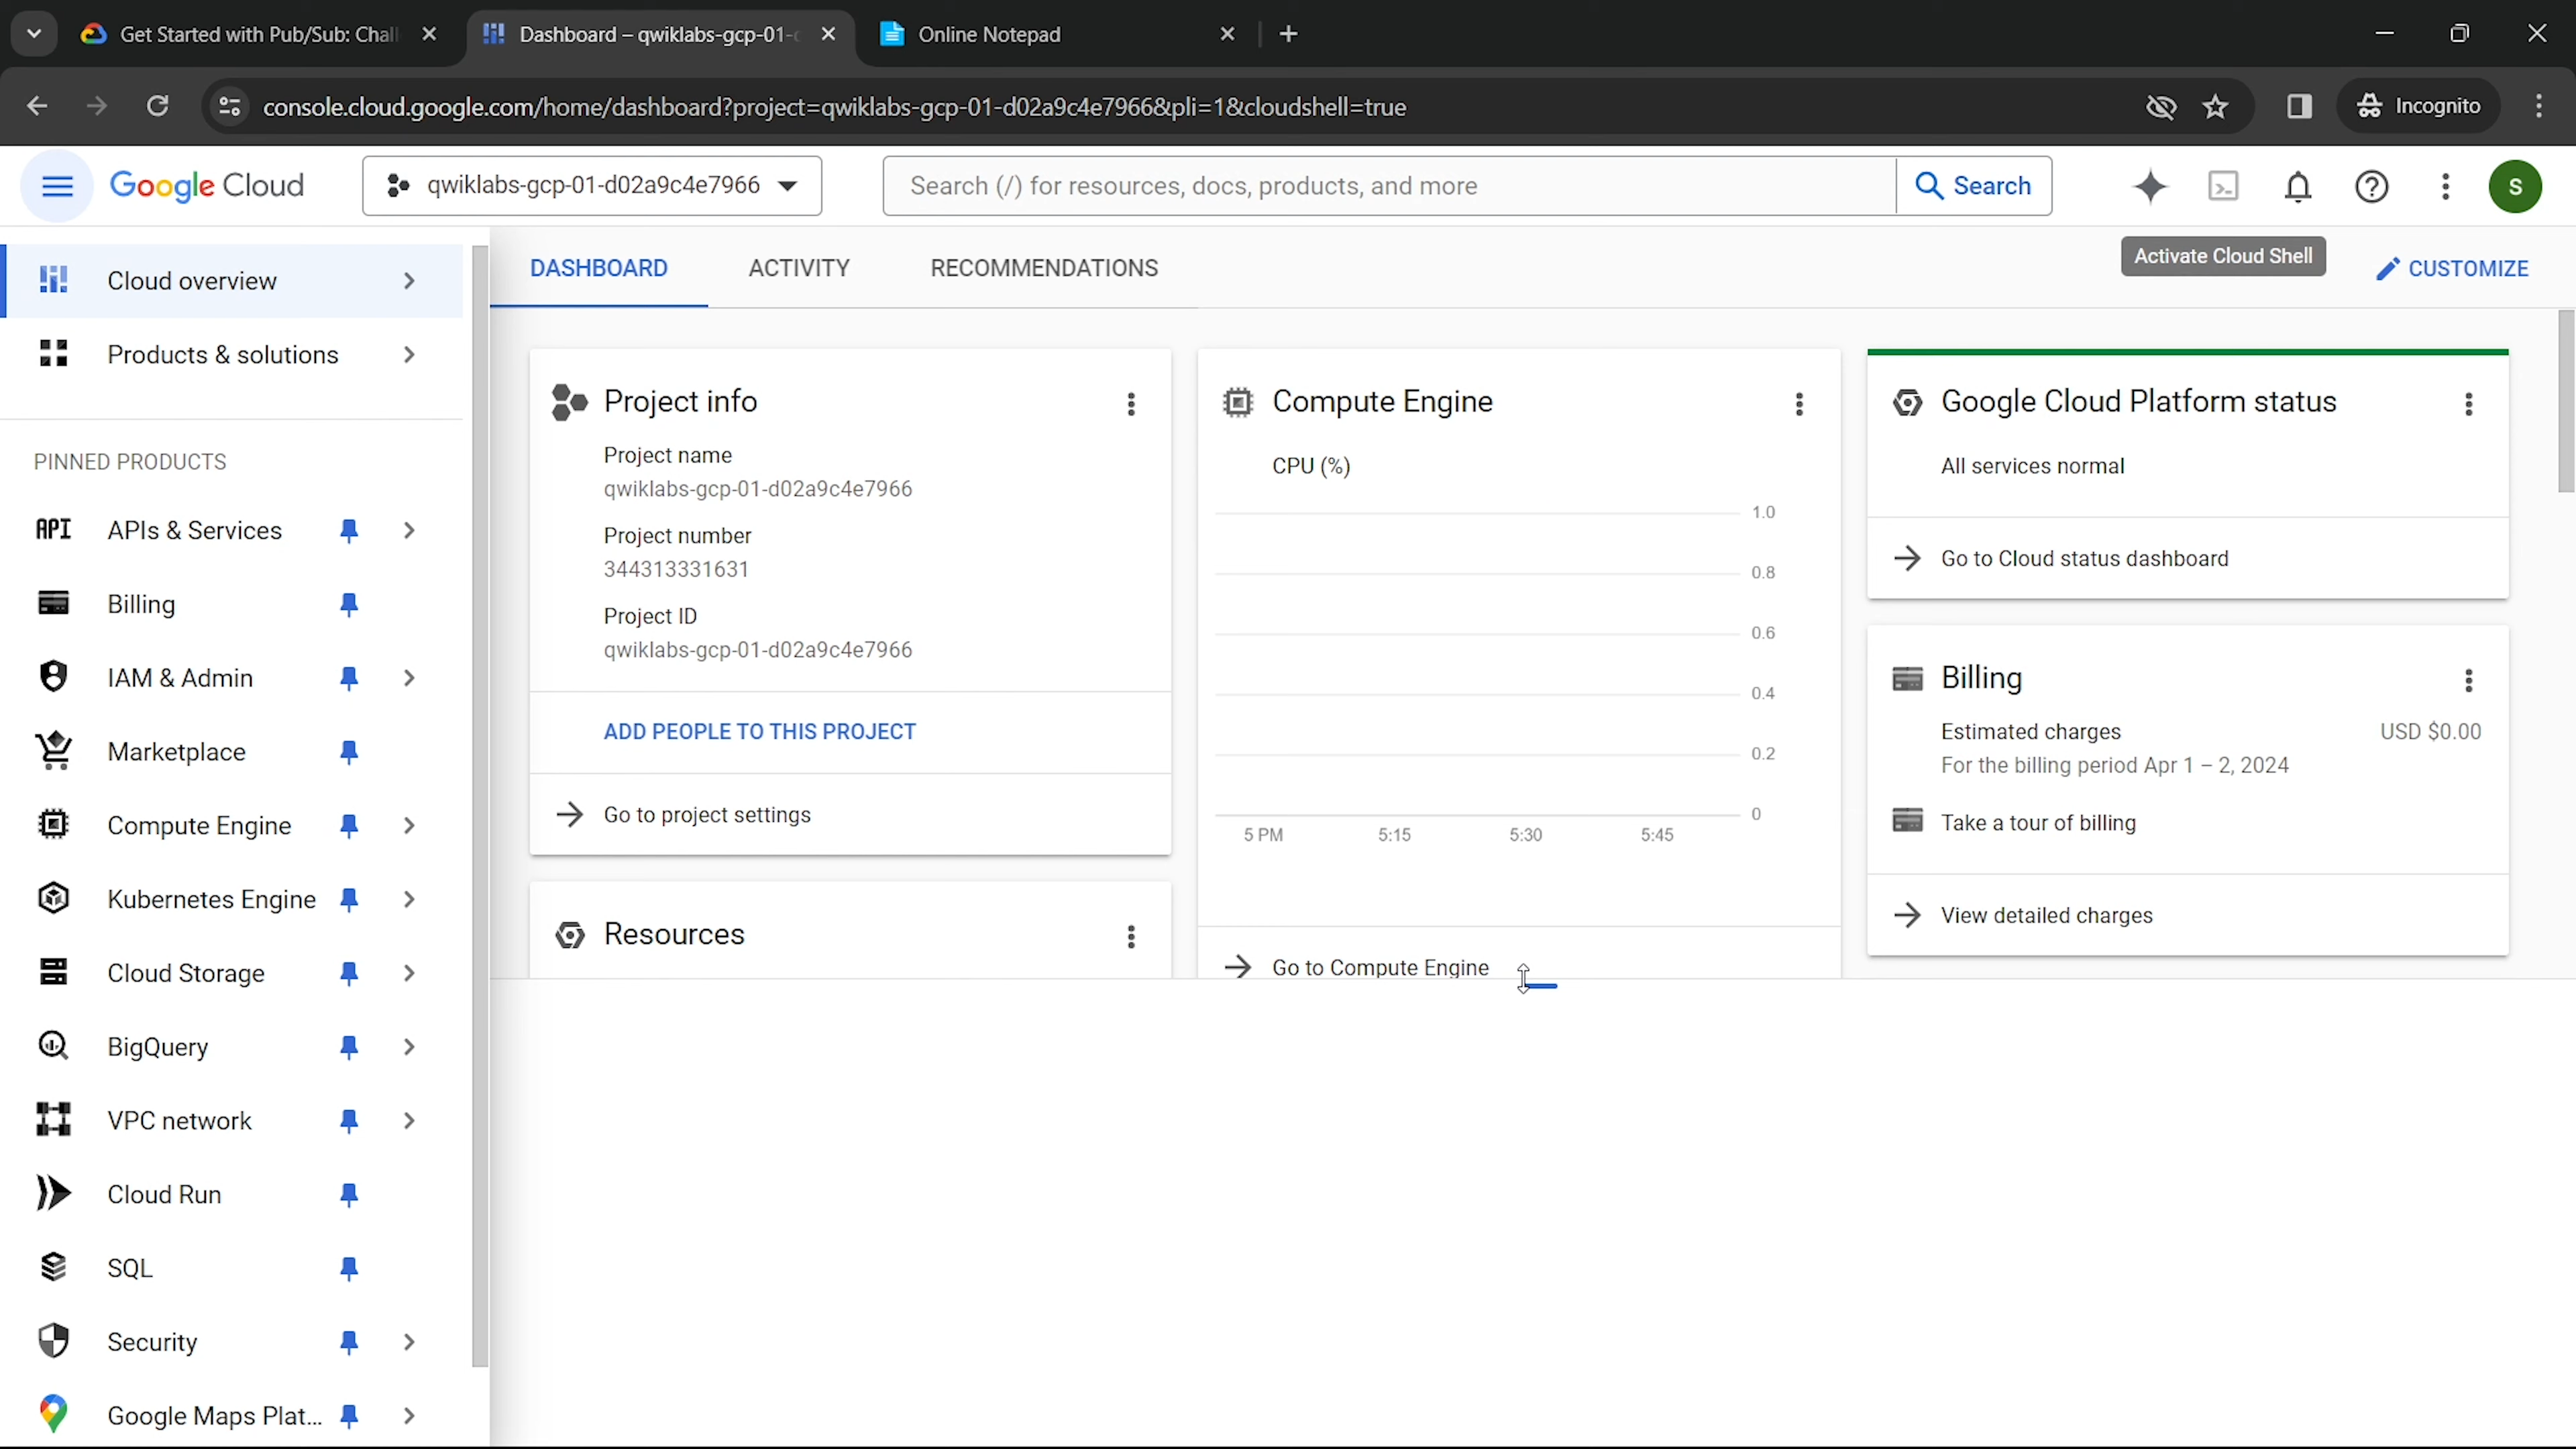 Get Started with Pub/Sub: Chal
Dashboard – qwiklabs-gcp-01-
Online Notepad
console.cloud.google.com/home/dashboard?project=qwiklabs-gcp-01-d02a9c4e7966&pli=1&cloudshell=true
Incognito
Google Cloud
qwiklabs-gcp-01-d02a9c4e7966
Search (/) for resources, docs, products, and more
Search
S
Cloud overview
Products & solutions
PINNED PRODUCTS
API APIs & Services
Billing
IAM & Admin
Marketplace
Compute Engine
Kubernetes Engine
Cloud Storage
BigQuery
VPC network
Cloud Run
SQL
Security
Google Maps Plat...
DASHBOARD
ACTIVITY
RECOMMENDATIONS
Activate Cloud Shell
CUSTOMIZE
Project info
Project name
qwiklabs-gcp-01-d02a9c4e7966
Project number
344313331631
Project ID
qwiklabs-gcp-01-d02a9c4e7966
ADD PEOPLE TO THIS PROJECT
Go to project settings
Resources
Compute Engine
CPU (%)
1.0
0.8
0.6
0.4
0.2
0
5 PM 5:15 5:30 5:45
Go to Compute Engine
Google Cloud Platform status
All services normal
Go to Cloud status dashboard
Billing
Estimated charges USD $0.00
For the billing period Apr 1 – 2, 2024
Take a tour of billing
View detailed charges